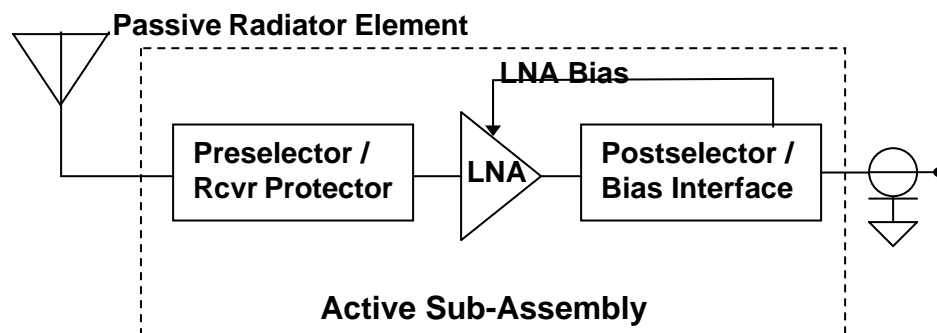 Passive Radiator Element
LNA Bias
Preselector /
Rcvr Protector
LNA
Postselector /
Bias Interface
Active Sub-Assembly